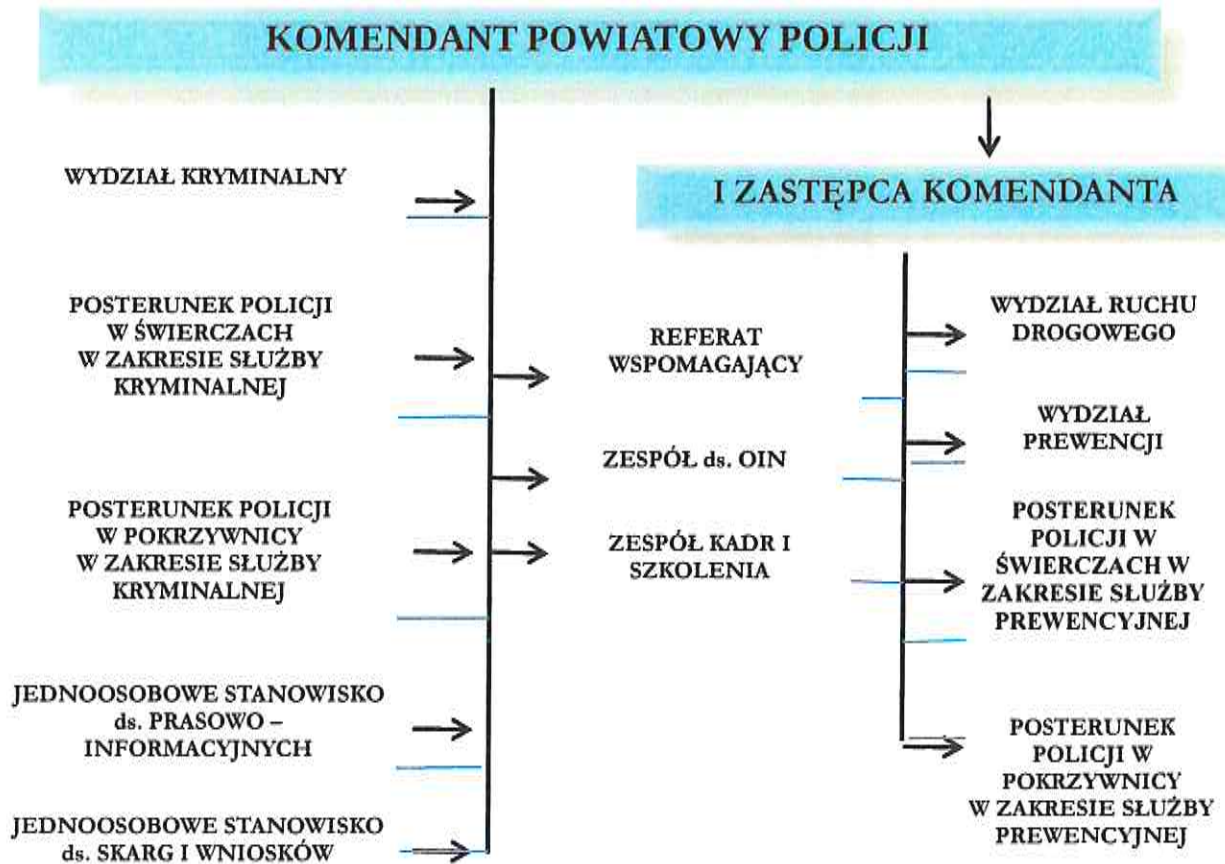 KOMENDANT POWIATOWY POLICJI
I ZASTĘPCA KOMENDANTA
WYDZIAŁ KRYMINALNY
POSTERUNEK POLICJI
W ŚWIERCZACH
W ZAKRESIE SŁUŻBY
KRYMINALNEJ
POSTERUNEK POLICJI
W POKRZYWNICY
W ZAKRESIE SŁUŻBY
KRYMINALNEJ
JEDNOOSOBOWE STANOWISKO
ds. PRASOWO –
INFORMACYJNYCH
JEDNOOSOBOWE STANOWISKO
ds. SKARG I WNIOSKÓW
REFERAT
WSPOMAGAJĄCY
ZESPÓŁ ds. OIN
ZESPÓŁ KADR I
SZKOLENIA
WYDZIAŁ RUCHU
DROGOWEGO
WYDZIAŁ
PREWENCJI
POSTERUNEK
POLICJI W
ŚWIERCZACH W
ZAKRESIE SŁUŻBY
PREWENCYJNEJ
POSTERUNEK
POLICJI W
POKRZYWNICY
W ZAKRESIE SŁUŻBY
PREWENCYJNEJ